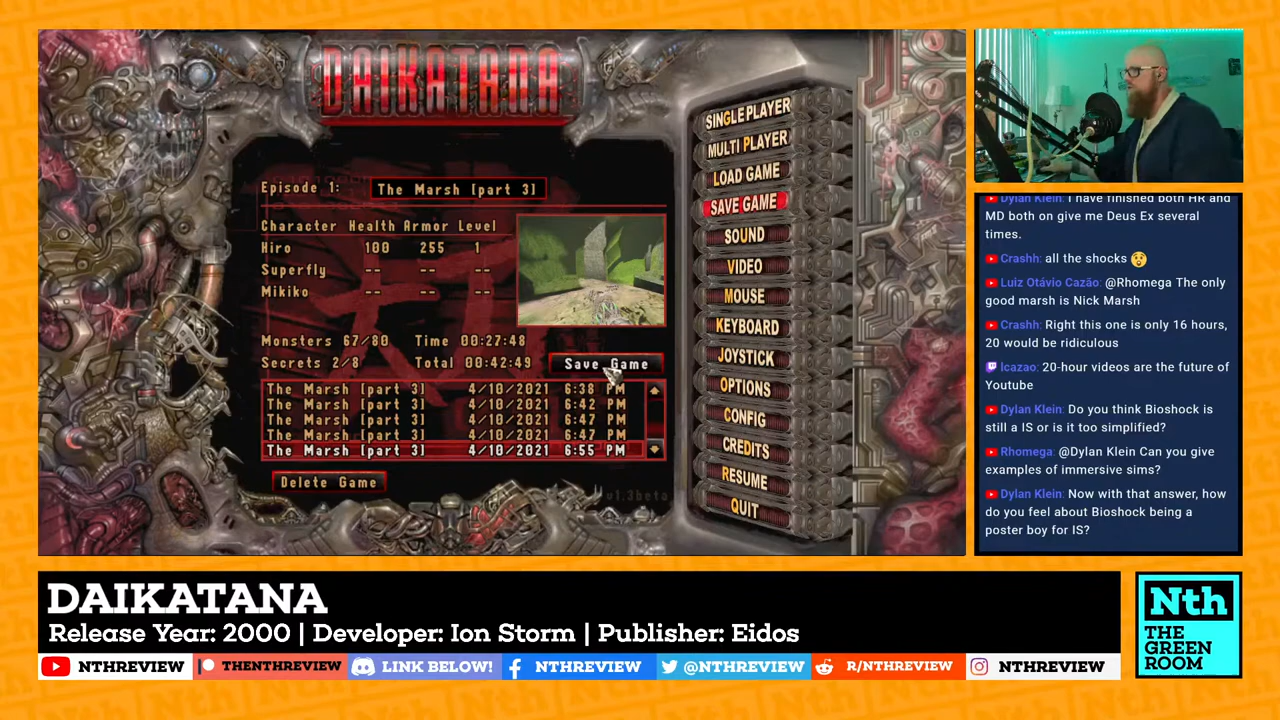 DAIKATANA
Episode 1: The Marsh [part 3]
Character Health Armor Level
Hiro 100 255 1
Superfly -- -- --
Mikiko -- -- --
Monsters 67/80 Time 00:27:48
Secrets 2/8 Total 00:42:49 Save Game
The Marsh [part 3] 4/10/2021 6:38 PM
The Marsh [part 3] 4/10/2021 6:42 PM
The Marsh [part 3] 4/10/2021 6:47 PM
The Marsh [part 3] 4/10/2021 6:47 PM
The Marsh [part 3] 4/10/2021 6:55 PM
Delete Game
v1.3beta
SINGLE PLAYER
MULTI PLAYER
LOAD GAME
SAVE GAME
SOUND
VIDEO
MOUSE
KEYBOARD
JOYSTICK
OPTIONS
CONFIG
CREDITS
RESUME
QUIT
Dylan Klein: I have finished both HR and
MD both on give me Deus Ex several
times.
Crashh: all the shocks 😲
Luiz Otávio Cazão: @Rhomega The only
good marsh is Nick Marsh
Crashh: Right this one is only 16 hours,
20 would be ridiculous
lcazao: 20-hour videos are the future of
Youtube
Dylan Klein: Do you think Bioshock is
still a IS or is it too simplified?
Rhomega: @Dylan Klein Can you give
examples of immersive sims?
Dylan Klein: Now with that answer, how
do you feel about Bioshock being a
poster boy for IS?
DAIKATANA
Release Year: 2000 | Developer: Ion Storm | Publisher: Eidos
NTHREVIEW THENTHREVIEW LINK BELOW! NTHREVIEW @NTHREVIEW R/NTHREVIEW NTHREVIEW
Nth
THE
GREEN
ROOM